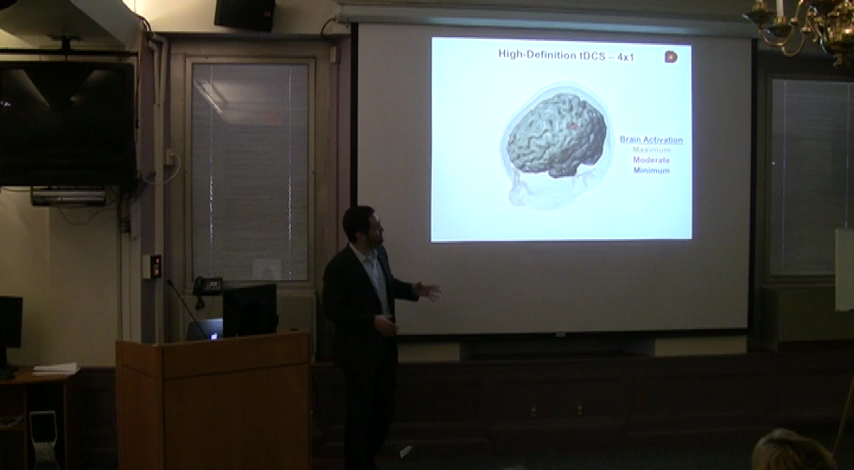 High-Definition tDCS – 4x1
Brain Activation
Maximum
Moderate
Minimum